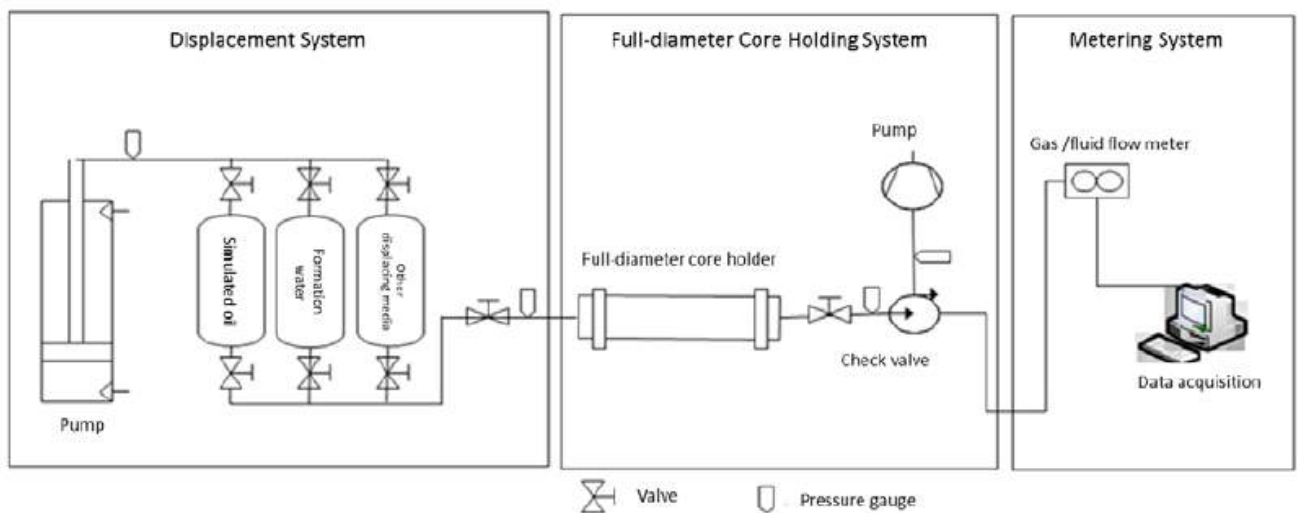 Displacement System
Full-diameter Core Holding System
Metering System
Pump
Gas /fluid flow meter
Simulated oil
Formation
water
Other
displacing media
Full-diameter core holder
Check valve
Data acquisition
Pump
Valve
Pressure gauge